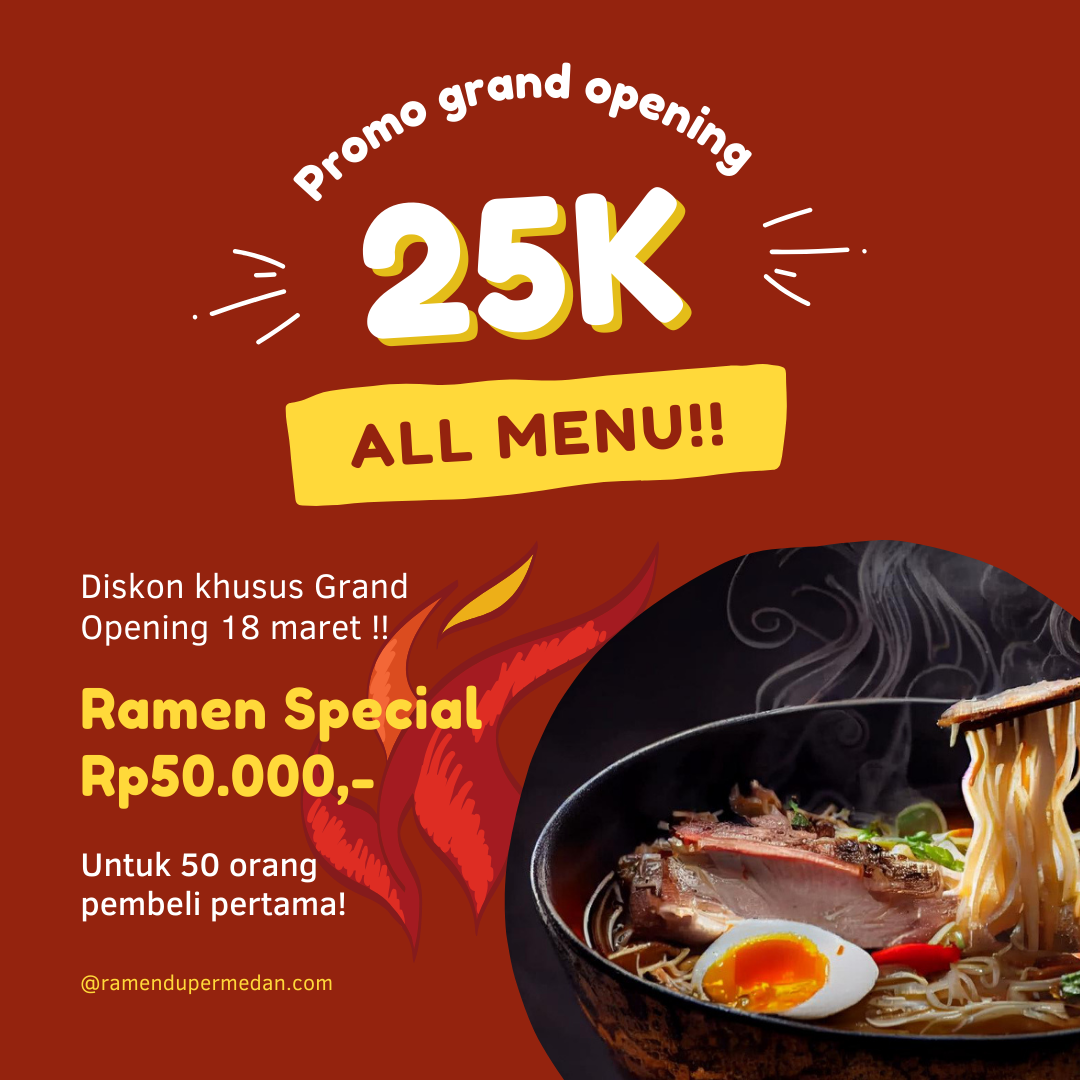 Promo grand opening
25K
ALL MENU!!
Diskon khusus Grand
Opening 18 maret !!
Ramen Special
Rp50.000,-
Untuk 50 orang
pembeli pertama!
@ramendupermedan.com